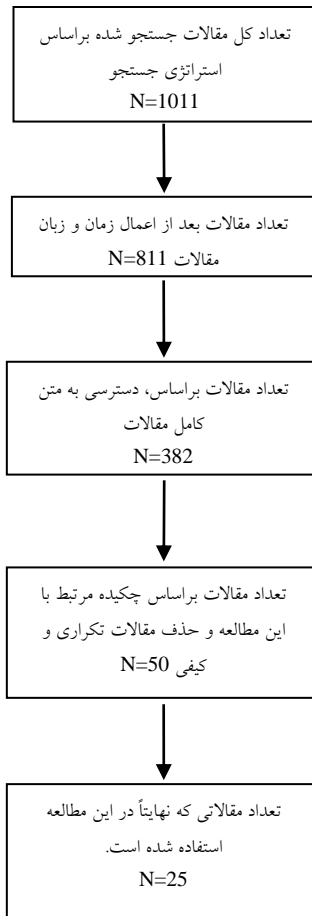 تعداد کل مقالات جستجو شده براساس
استراتژی جستجو
N=1011
تعداد مقالات بعد از اعمال زمان و زبان
مقالات N=811
تعداد مقالات براساس، دسترسی به متن
کامل مقالات
N=382
تعداد مقالات براساس چکیده مرتبط با
این مطالعه و حذف مقالات تکراری و
کیفی N=50
تعداد مقالاتی که نهایتاً در این مطالعه
استفاده شده است.
N=25